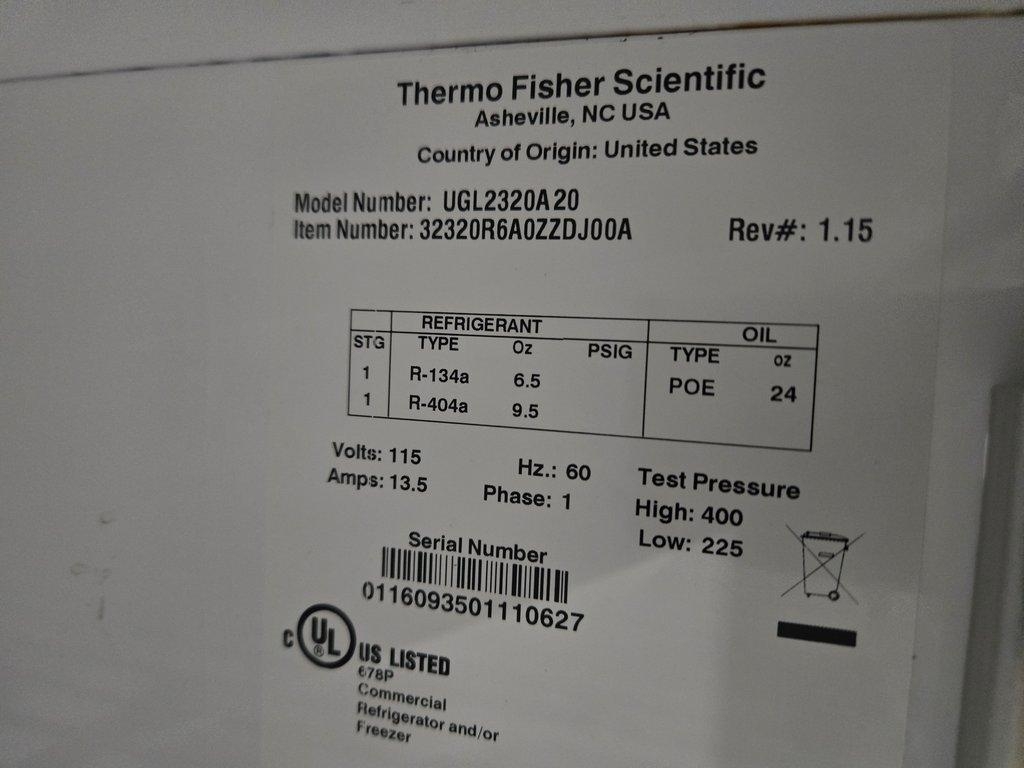 Thermo Fisher Scientific
Asheville, NC USA
Country of Origin: United States
Model Number: UGL2320A20
Item Number: 32320R6A0ZZDJ00A Rev#: 1.15
REFRIGERANT OIL
STG TYPE Oz PSIG TYPE oz
1 R-134a 6.5 POE 24
1 R-404a 9.5
Volts: 115 Hz.: 60 Test Pressure
Amps: 13.5 Phase: 1 High: 400
Low: 225
Serial Number
0116093501110627
C UL ® US LISTED
678P
Commercial
Refrigerator and/or
Freezer